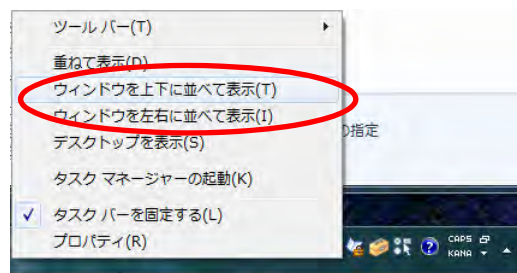 ツール バー(T)
重ねて表示(D)
ウィンドウを上下に並べて表示(T)
ウィンドウを左右に並べて表示(I)
デスクトップを表示(S)
の指定
タスク マネージャーの起動(K)
タスク バーを固定する(L)
プロパティ(R)
CAPS
KANA